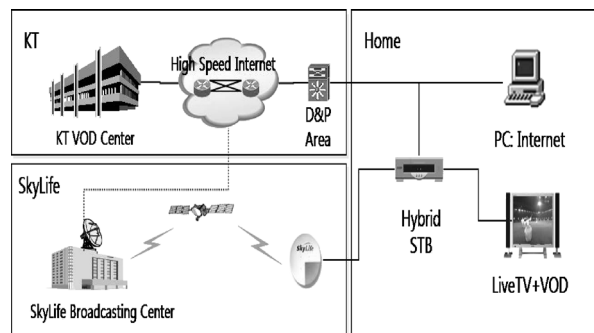 KT
High Speed Internet
KT VOD Center
D&P
Area
Home
PC: Internet
SkyLife
SkyLife Broadcasting Center
SkyLife
Hybrid
STB
LiveTV+VOD